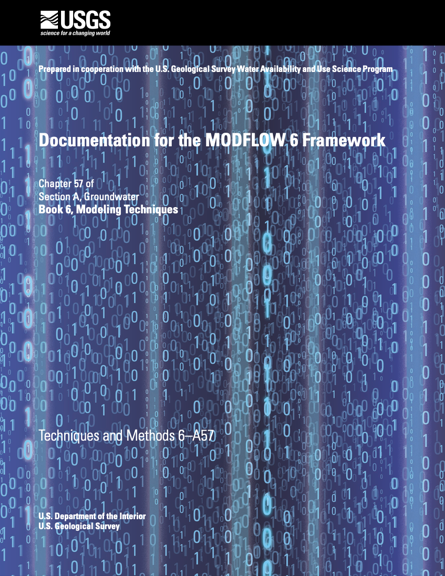 USGS
science for a changing world
Prepared in cooperation with the U.S. Geological Survey Water Availability and Use Science Program
Documentation for the MODFLOW 6 Framework
Chapter 57 of
Section A, Groundwater
Book 6, Modeling Techniques
Techniques and Methods 6–A57
U.S. Department of the Interior
U.S. Geological Survey